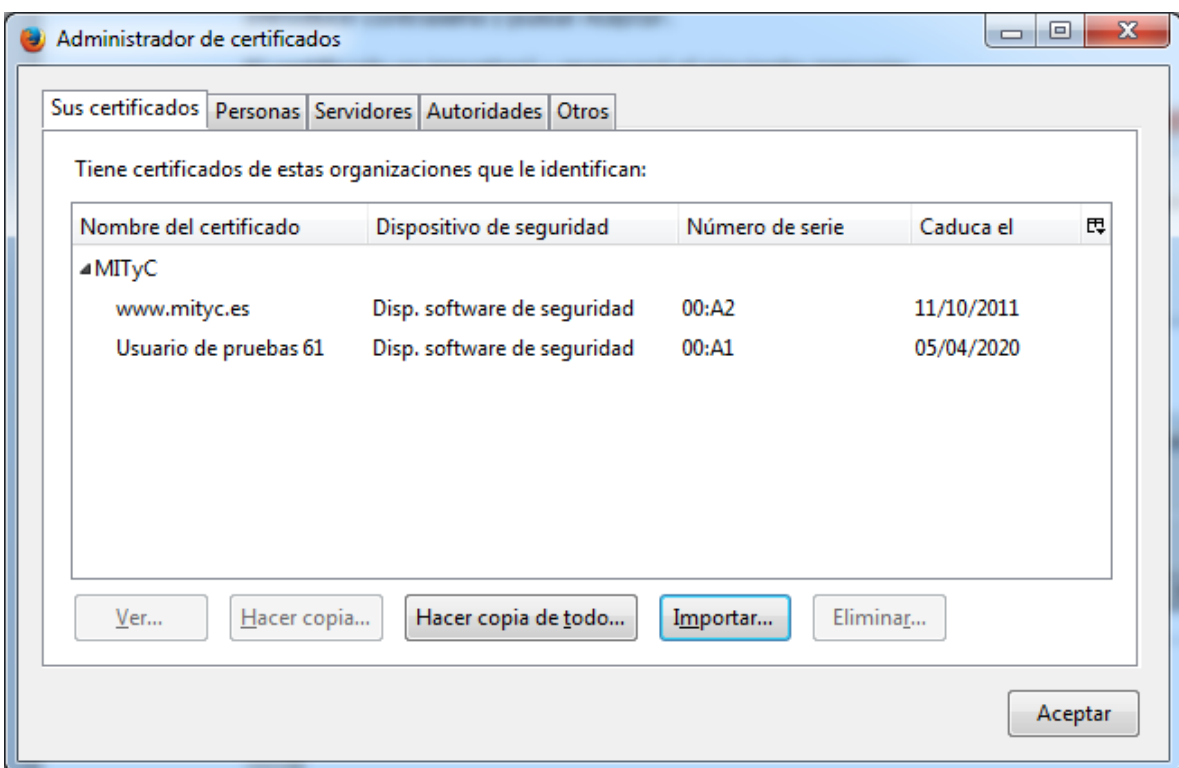 Administrador de certificados
Sus certificados Personas Servidores Autoridades Otros
Tiene certificados de estas organizaciones que le identifican:
Nombre del certificado Dispositivo de seguridad Número de serie Caduca el
MITyC
www.mityc.es Disp. software de seguridad 00:A2 11/10/2011
Usuario de pruebas 61 Disp. software de seguridad 00:A1 05/04/2020
Ver... Hacer copia... Hacer copia de todo... Importar... Eliminar...
Aceptar